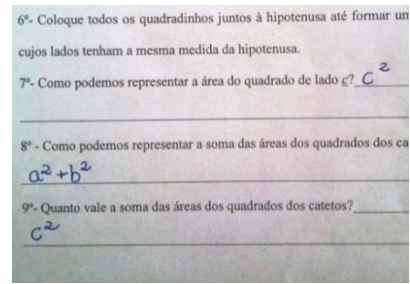 6º- Coloque todos os quadradinhos juntos à hipotenusa até formar um
cujos lados tenham a mesma medida da hipotenusa.
7º- Como podemos representar a área do quadrado de lado c? c²
8º - Como podemos representar a soma das áreas dos quadrados dos ca
a²+b²
9º- Quanto vale a soma das áreas dos quadrados dos catetos?
c²